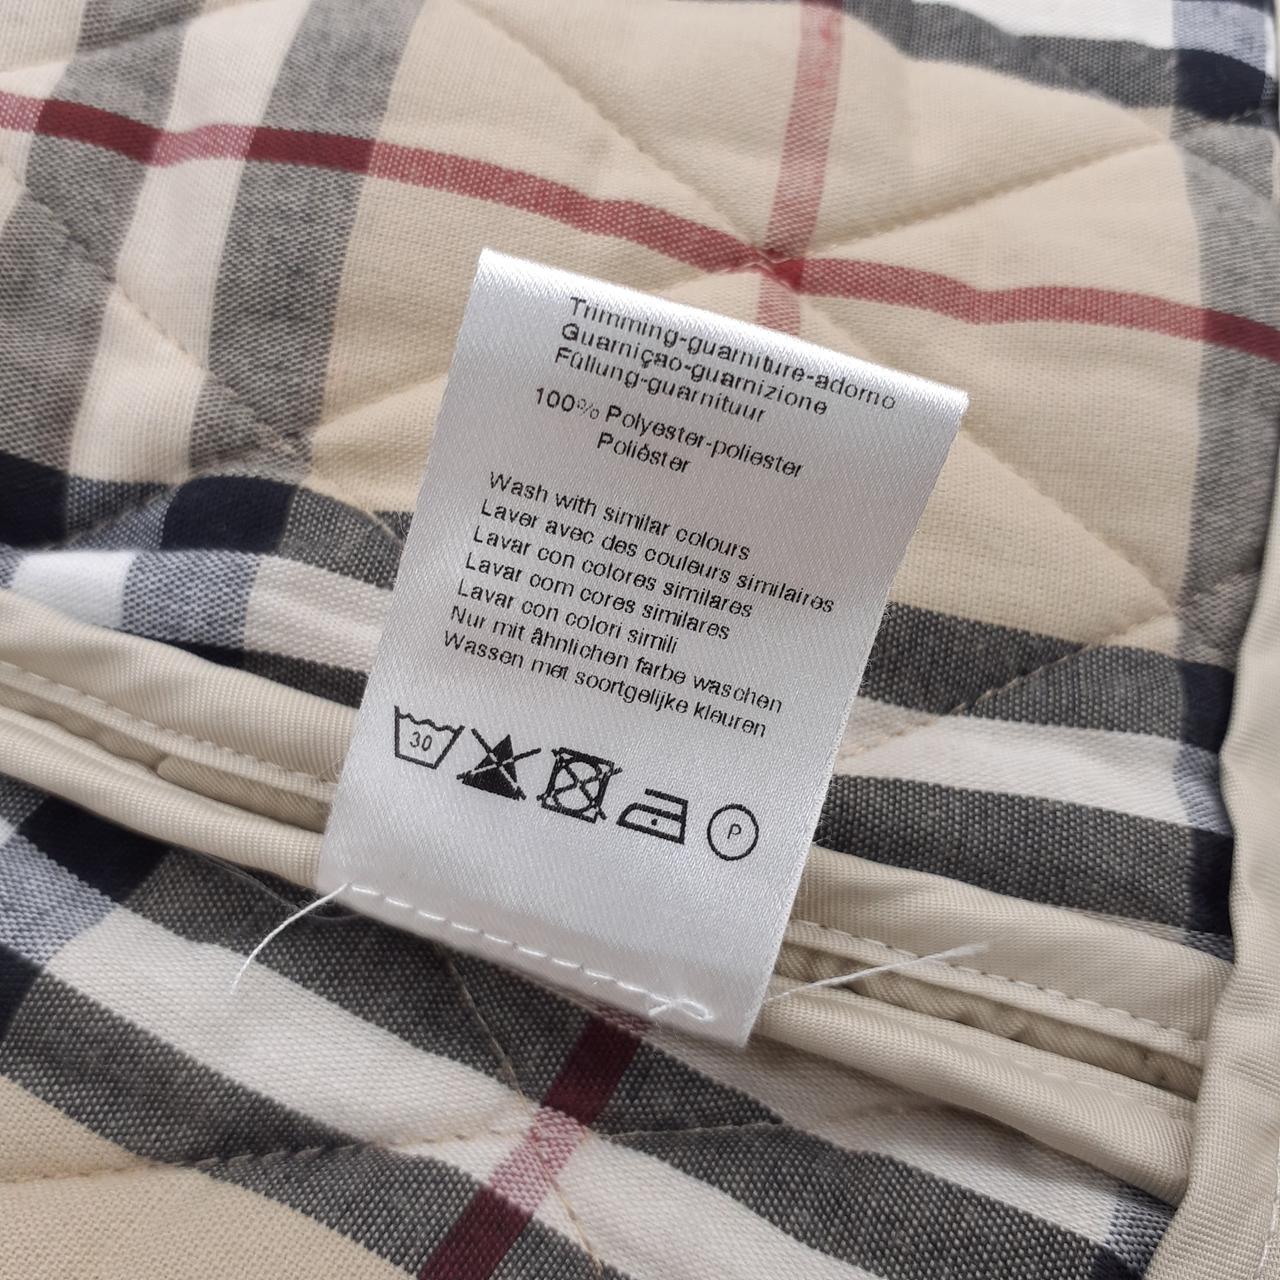 Trimming-guarniture-adorno
Guarniçao-guarnizione
Füllung-guarnituur
100% Polyester-poliester
Poliéster
Wash with similar colours
Laver avec des couleurs similaires
Lavar con colores similares
Lavar com cores similares
Lavar con colori simili
Nur mit ähnlichen farbe waschen
Wassen met soortgelijke kleuren
30
P